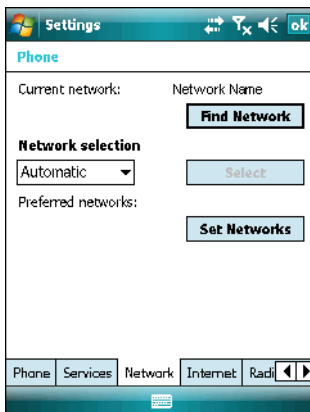 Settings
ok
Phone
Current network: Network Name
Find Network
Network selection
Automatic Select
Preferred networks:
Set Networks
Phone Services Network Internet Radi